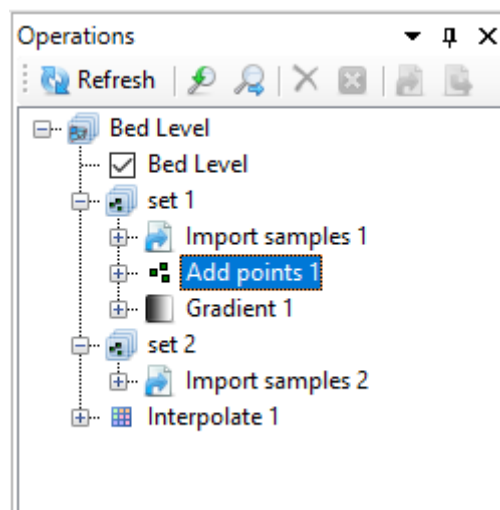 Operations
Refresh
Bed Level
Bed Level
set 1
Import samples 1
Add points 1
Gradient 1
set 2
Import samples 2
Interpolate 1